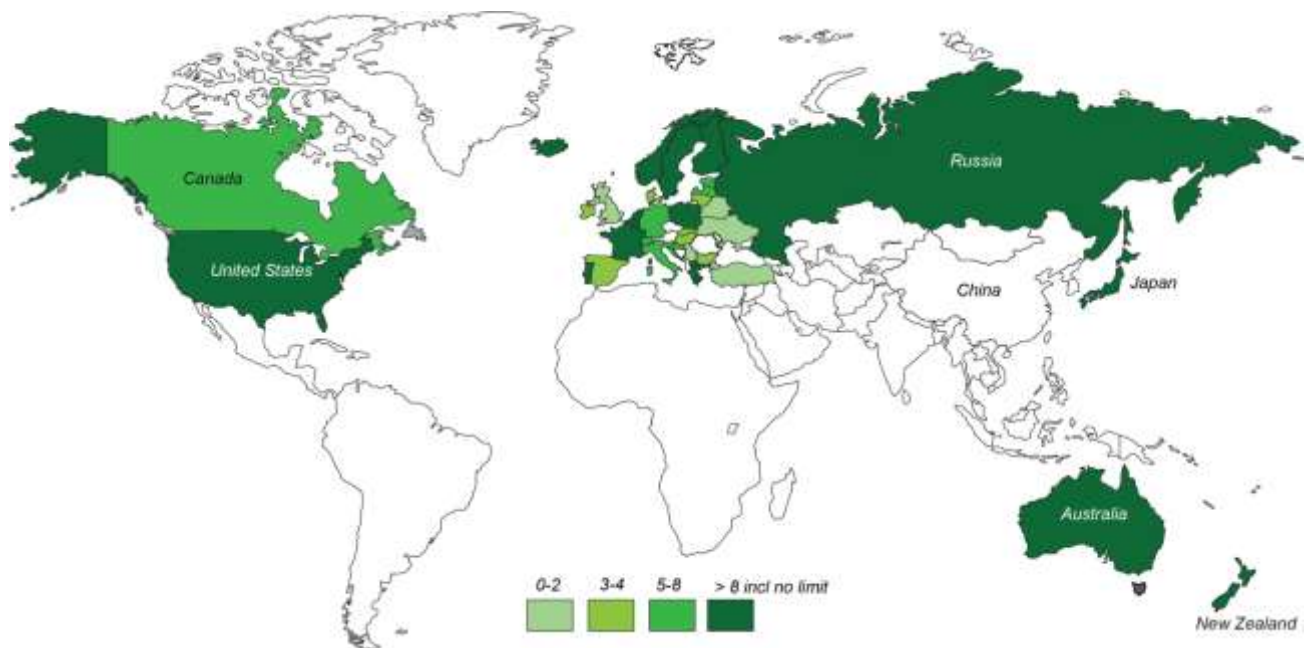 Canada
United States
Russia
China
Japan
Australia
New Zealand
0-2
3-4
5-8
> 8 incl no limit